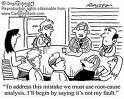 "To address this mistake we must use root-cause
analysis. I'll begin by saying it's not my fault."